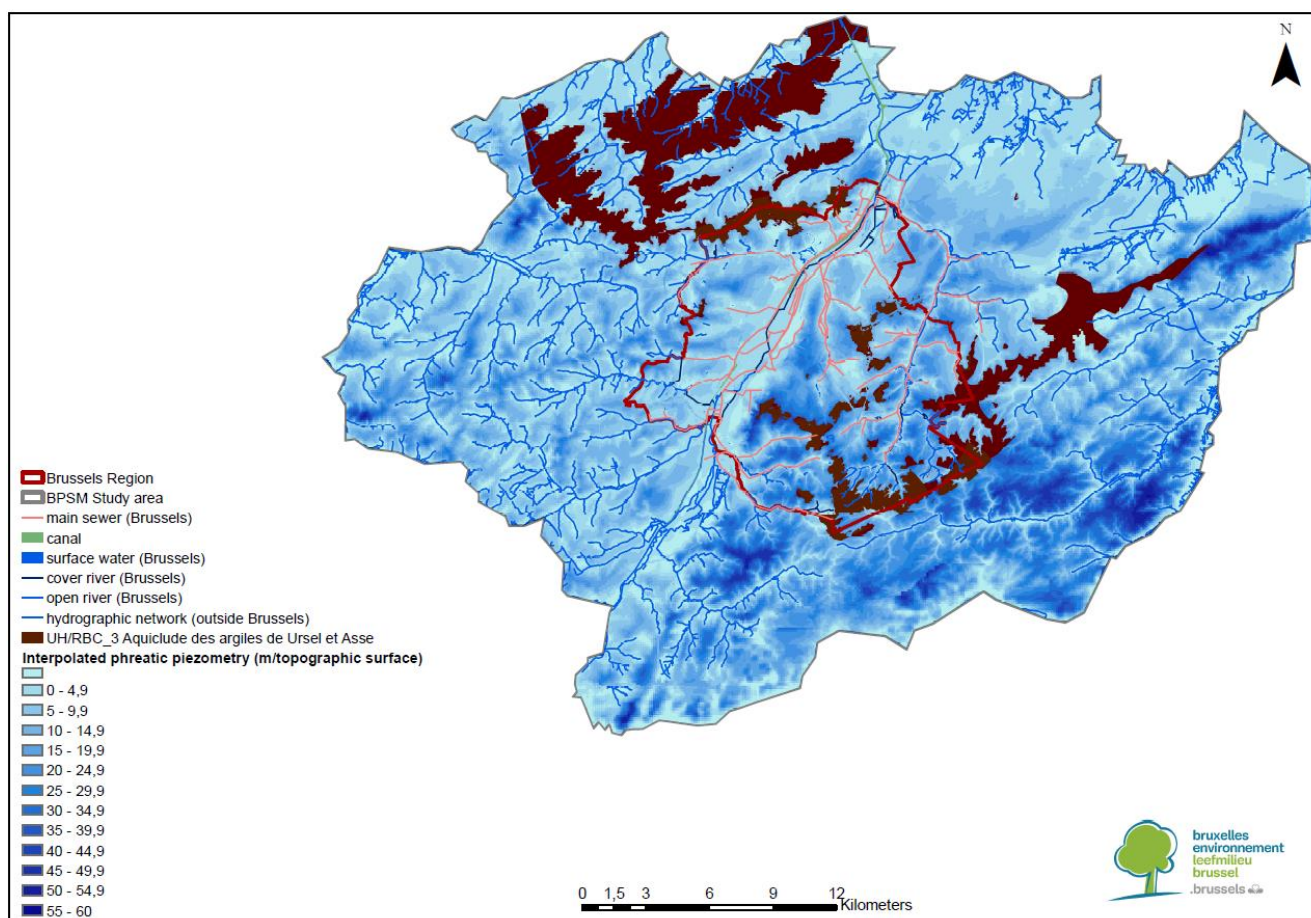 N
Brussels Region
BPSM Study area
main sewer (Brussels)
canal
surface water (Brussels)
cover river (Brussels)
open river (Brussels)
hydrographic network (outside Brussels)
UH/RBC_3 Aquiclude des argiles de Ursel et Asse
Interpolated phreatic piezometry (m/topographic surface)
0 - 4,9
5 - 9,9
10 - 14,9
15 - 19,9
20 - 24,9
25 - 29,9
30 - 34,9
35 - 39,9
40 - 44,9
45 - 49,9
50 - 54,9
55 - 60
0 1,5 3 6 9 12
Kilometers
bruxelles
environnement
leefmilieu
brussel
.brussels